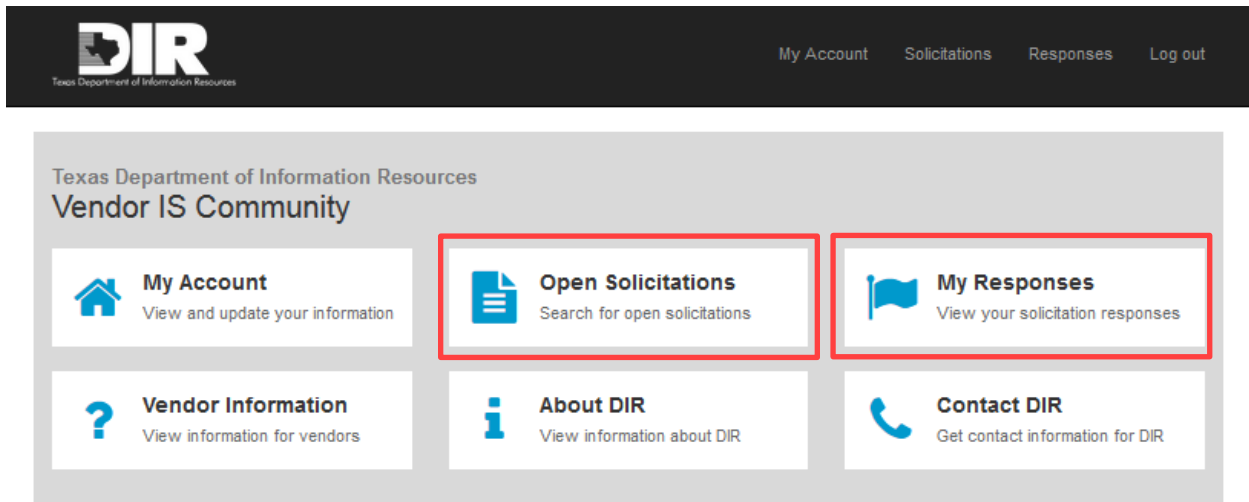 DIR
Texas Department of Information Resources
My Account Solicitations Responses Log out
Texas Department of Information Resources
Vendor IS Community
My Account
View and update your information
Open Solicitations
Search for open solicitations
My Responses
View your solicitation responses
Vendor Information
View information for vendors
About DIR
View information about DIR
Contact DIR
Get contact information for DIR